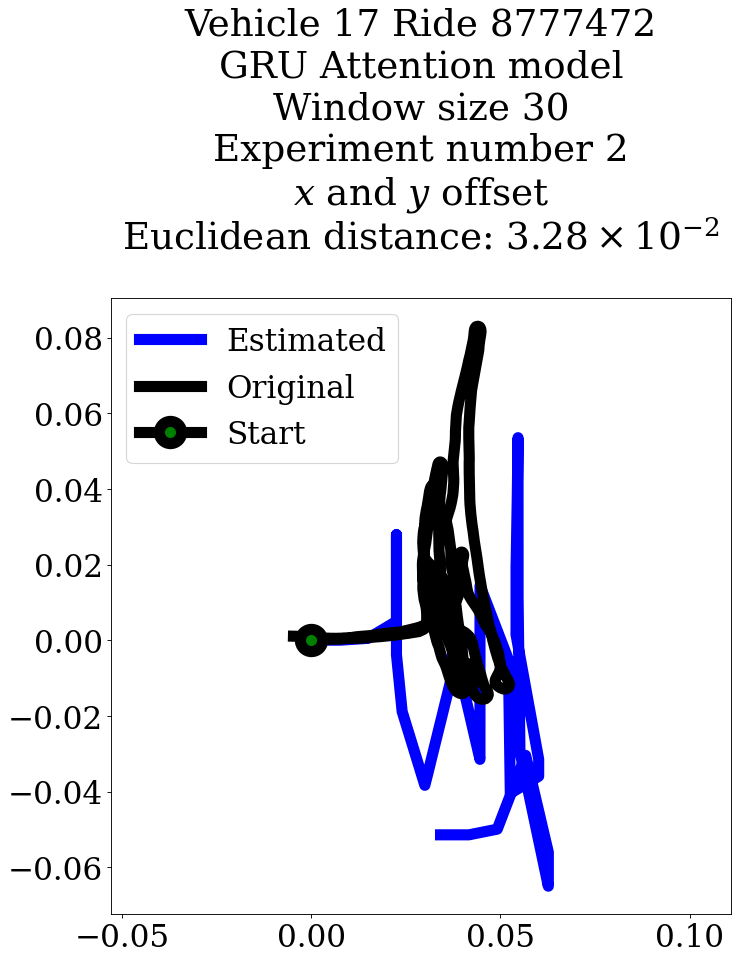 Vehicle 17 Ride 8777472
GRU Attention model
Window size 30
Experiment number 2
x and y offset
Euclidean distance: 3.28 × 10⁻²
Estimated
Original
Start
0.08
0.06
0.04
0.02
0.00
−0.02
−0.04
−0.06
−0.05 0.00 0.05 0.10